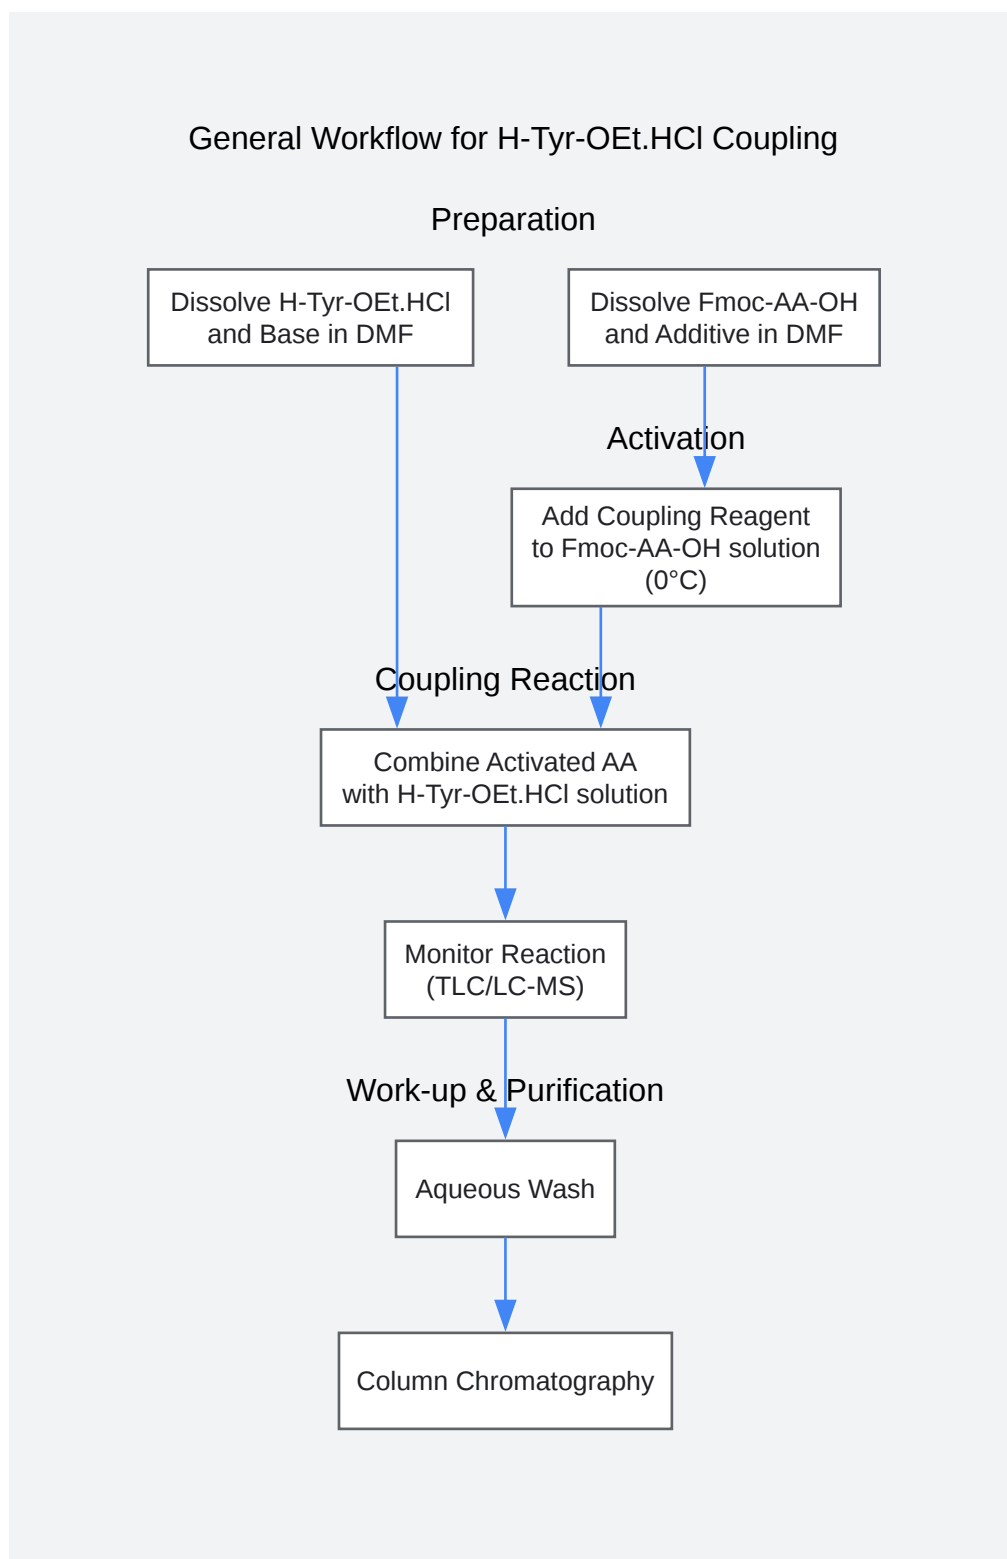 General Workflow for H-Tyr-OEt.HCl Coupling
Preparation
Dissolve H-Tyr-OEt.HCl
and Base in DMF
Dissolve Fmoc-AA-OH
and Additive in DMF
Activation
Add Coupling Reagent
to Fmoc-AA-OH solution
(0°C)
Coupling Reaction
Combine Activated AA
with H-Tyr-OEt.HCl solution
Monitor Reaction
(TLC/LC-MS)
Work-up & Purification
Aqueous Wash
Column Chromatography